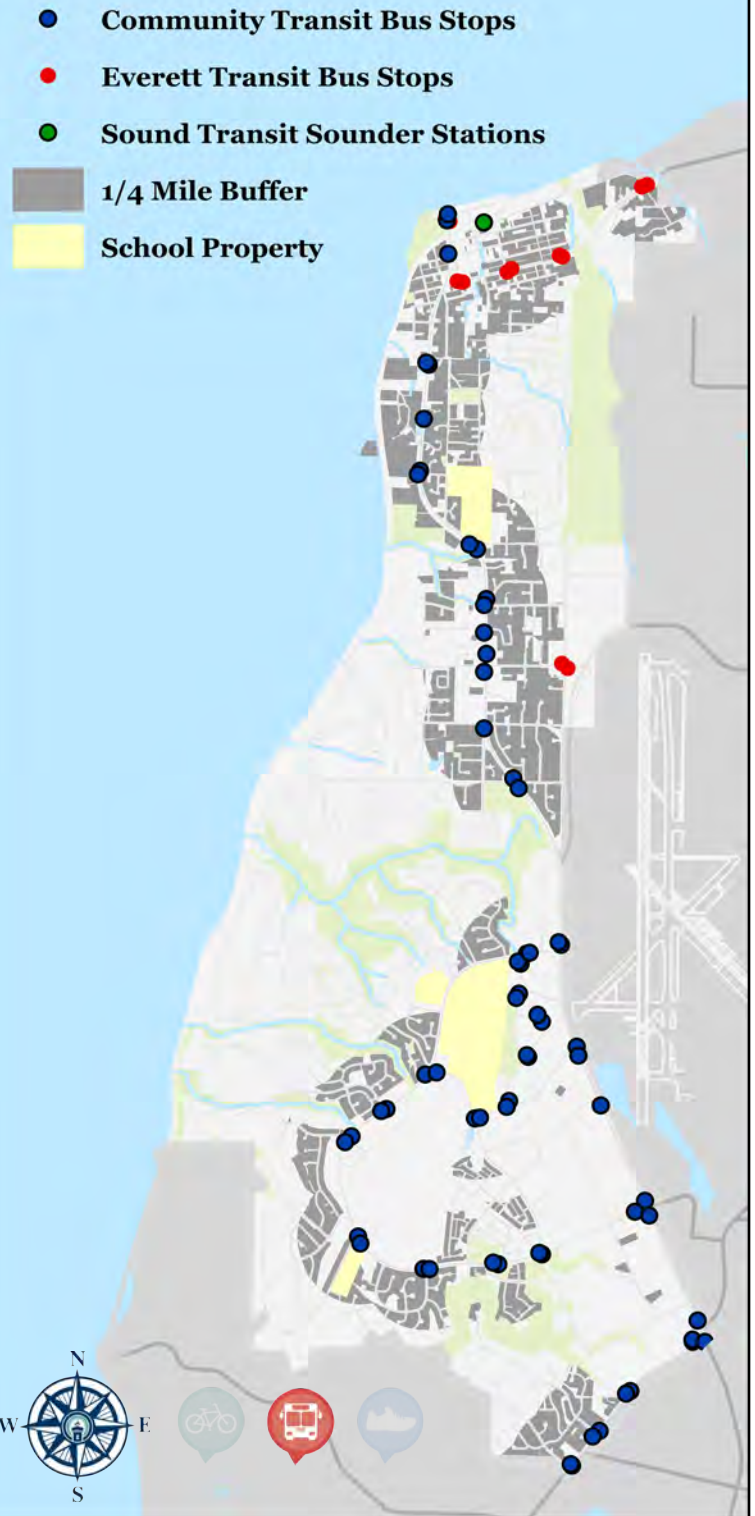 Community Transit Bus Stops
Everett Transit Bus Stops
Sound Transit Sounder Stations
1/4 Mile Buffer
School Property
N
W
E
S